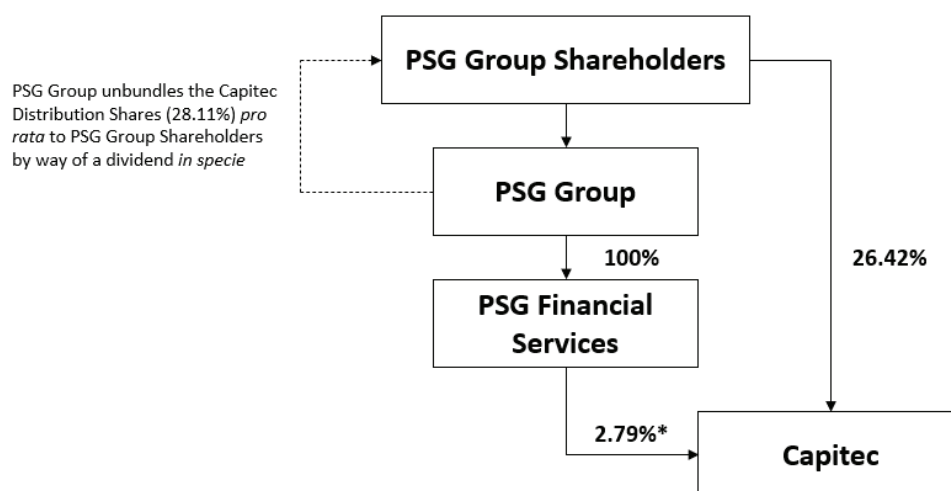 PSG Group Shareholders
PSG Group unbundles the Capitec
Distribution Shares (28.11%) pro
rata to PSG Group Shareholders
by way of a dividend in specie
PSG Group
100%
26.42%
PSG Financial
Services
2.79%*
Capitec